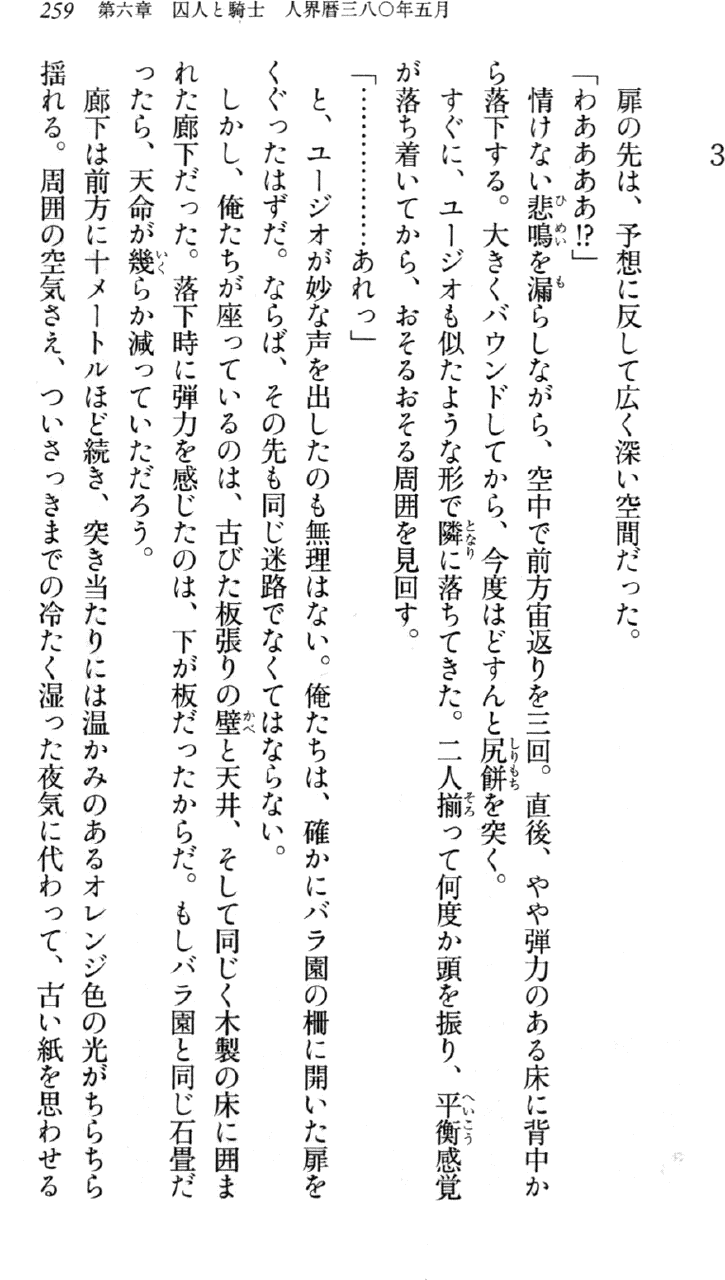 259　第六章　囚人と騎士　人界暦三八〇年五月
3
扉の先は、予想に反して広く深い空間だった。
「わああああ!?」
情けない悲鳴を漏らしながら、空中で前方宙返りを三回。直後、やや弾力のある床に背中か
ら落下する。大きくバウンドしてから、今度はどすんと尻餅を突く。
すぐに、ユージオも似たような形で隣に落ちてきた。二人揃って何度か頭を振り、平衡感覚
が落ち着いてから、おそるおそる周囲を見回す。
「……………………あれっ」
と、ユージオが妙な声を出したのも無理はない。俺たちは、確かにバラ園の柵に開いた扉を
くぐったはずだ。ならば、その先も同じ迷路でなくてはならない。
しかし、俺たちが座っているのは、古びた板張りの壁と天井、そして同じく木製の床に囲ま
れた廊下だった。落下時に弾力を感じたのは、下が板だったからだ。もしバラ園と同じ石畳だ
ったら、天命が幾らか減っていただろう。
廊下は前方に十メートルほど続き、突き当たりには温かみのあるオレンジ色の光がちらちら
揺れる。周囲の空気さえ、ついさっきまでの冷たく湿った夜気に代わって、古い紙を思わせる